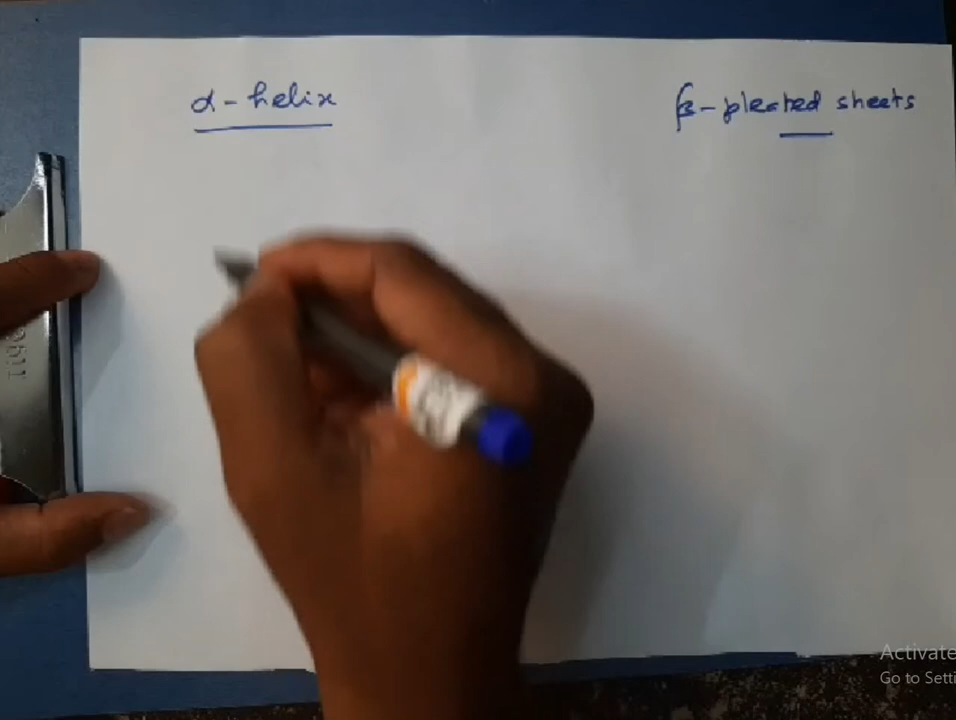 α - helix
β - pleated sheets
Activate
Go to Setti